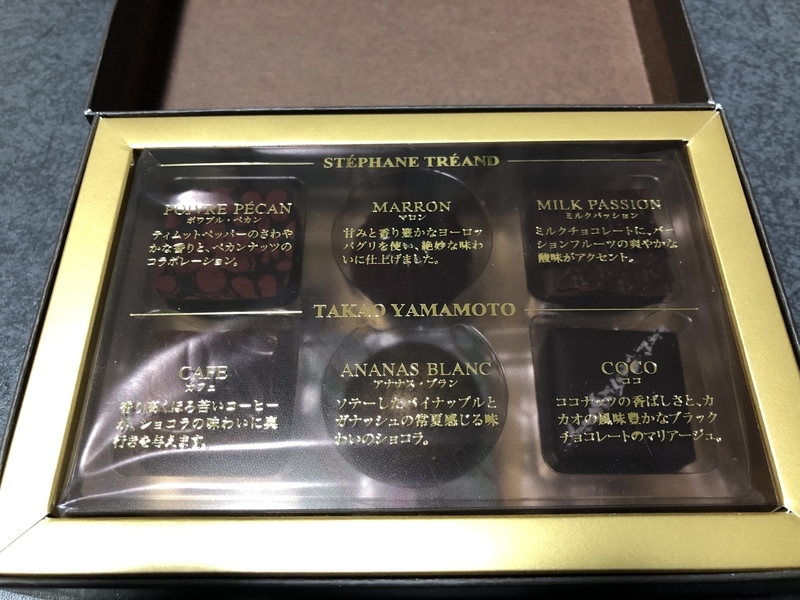 STÉPHANE TRÉAND
POIVRE PÉCAN
ポワブル・ペカン
ティムットペッパーのさわや
かな香りと、ペカンナッツの
コラボレーション。
MARRON
マロン
甘みと香り豊かなヨーロッ
パグリを使い、絶妙な味わ
いに仕上げました。
MILK PASSION
ミルクパッション
ミルクチョコレートに、パッ
ションフルーツの爽やかな
酸味がアクセント。
TAKAO YAMAMOTO
CAFE
カフェ
香り高くほろ苦いコーヒー
が、ショコラの味わいに奥
行きを与えます。
ANANAS BLANC
アナナス・ブラン
ソテーしたパイナップルと
ガナッシュの常夏感じる味
わいのショコラ。
COCO
ココ
ココナッツの香ばしさと、カ
カオの風味豊かなブラック
チョコレートのマリアージュ。